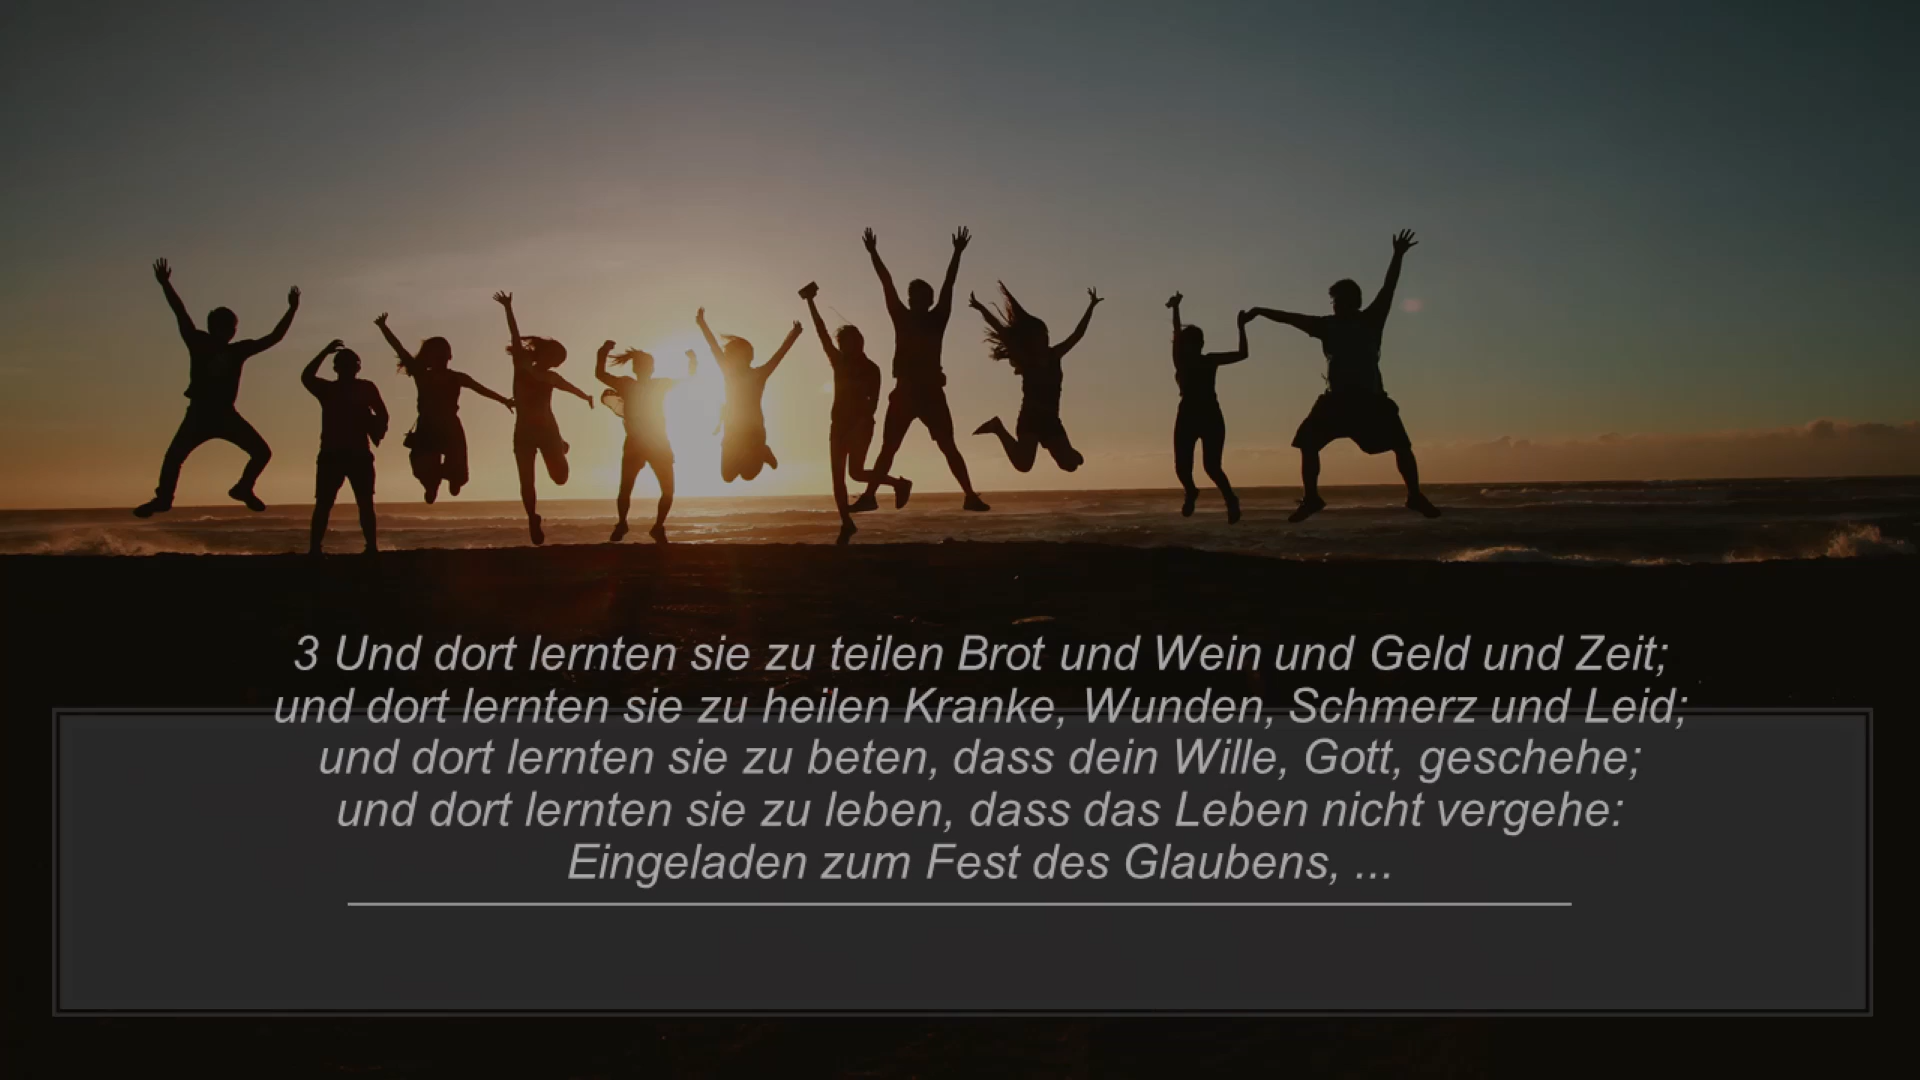 3 Und dort lernten sie zu teilen Brot und Wein und Geld und Zeit;
und dort lernten sie zu heilen Kranke, Wunden, Schmerz und Leid;
und dort lernten sie zu beten, dass dein Wille, Gott, geschehe;
und dort lernten sie zu leben, dass das Leben nicht vergehe:
Eingeladen zum Fest des Glaubens, ...